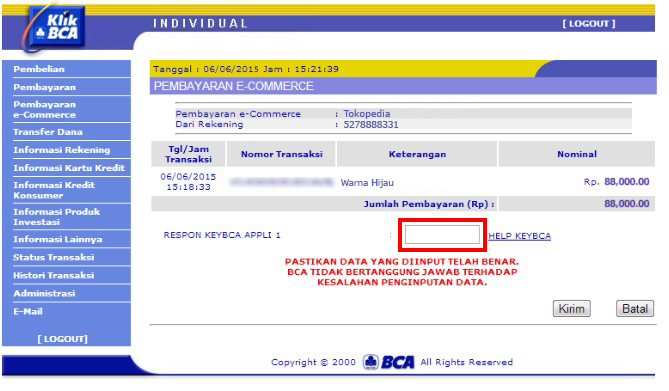 Klik
BCA
INDIVIDUAL
[ LOGOUT ]
Pembelian
Pembayaran
Pembayaran
e-Commerce
Transfer Dana
Informasi Rekening
Informasi Kartu Kredit
Informasi Kredit
Konsumer
Informasi Produk
Investasi
Informasi Lainnya
Status Transaksi
Histori Transaksi
Administrasi
E-Mail
[ LOGOUT]
Tanggal : 06/06/2015 Jam : 15:21:39
PEMBAYARAN E-COMMERCE
Pembayaran e-Commerce : Tokopedia
Dari Rekening : 5278888331
Tgl/Jam
Transaksi
Nomor Transaksi
Keterangan
Nominal
06/06/2015
15:18:33
Warna Hijau
Rp. 88,000.00
Jumlah Pembayaran (Rp) : 88,000.00
RESPON KEYBCA APPLI 1 : HELP KEYBCA
PASTIKAN DATA YANG DIINPUT TELAH BENAR.
BCA TIDAK BERTANGGUNG JAWAB TERHADAP
KESALAHAN PENGINPUTAN DATA.
Kirim Batal
Copyright © 2000 BCA All Rights Reserved